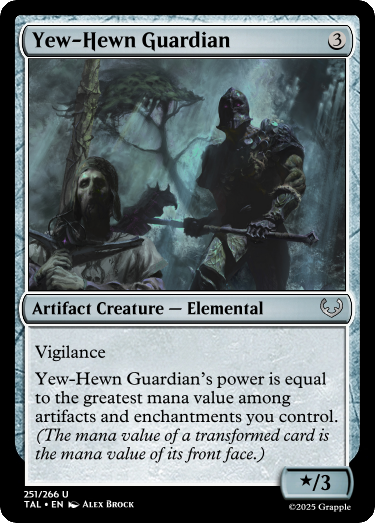 Yew-Hewn Guardian 3
Artifact Creature — Elemental
Vigilance
Yew-Hewn Guardian's power is equal
to the greatest mana value among
artifacts and enchantments you control.
(The mana value of a transformed card is
the mana value of its front face.)
★/3
251/266 U
TAL • EN Alex Brock
©2025 Grapple